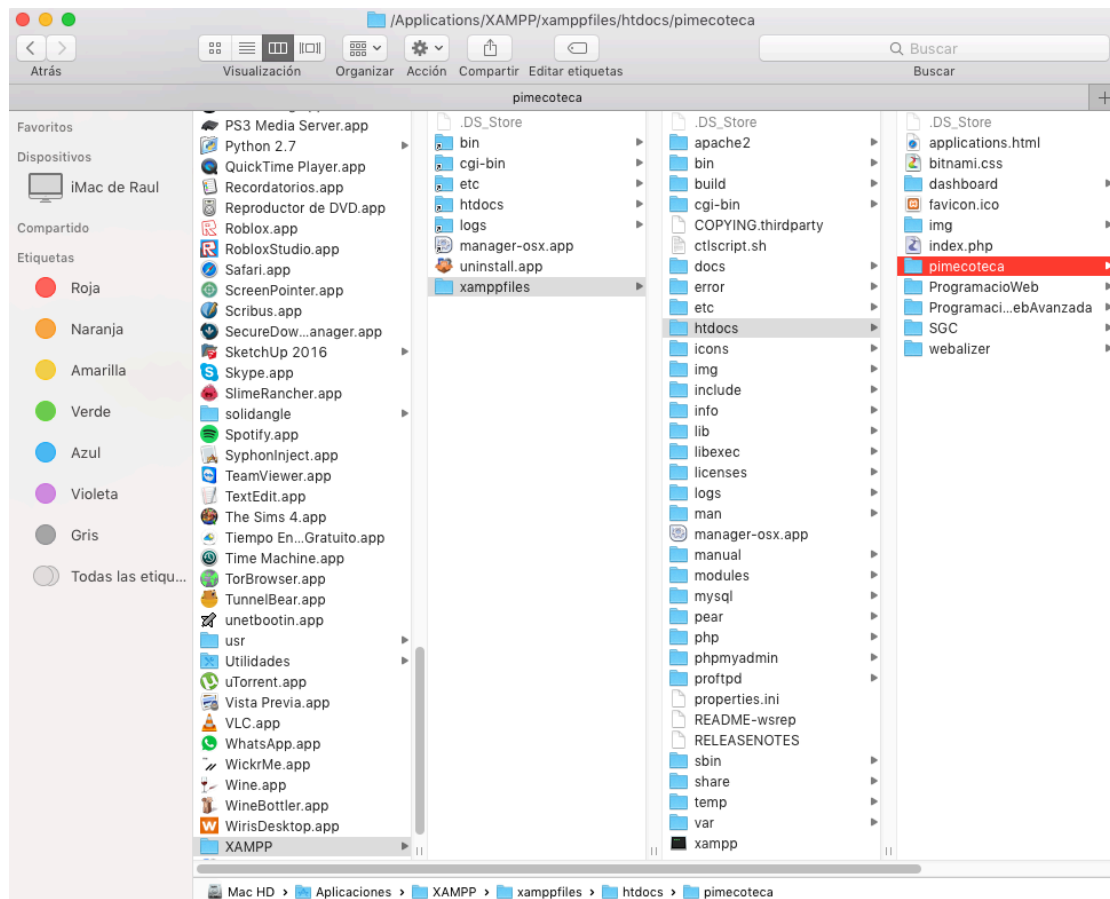 /Applications/XAMPP/xamppfiles/htdocs/pimecoteca
Atrás
Visualización
Organizar
Acción
Compartir
Editar etiquetas
Buscar
Buscar
pimecoteca
Favoritos
Dispositivos
iMac de Raul
Compartido
Etiquetas
Roja
Naranja
Amarilla
Verde
Azul
Violeta
Gris
Todas las etiqu...
PS3 Media Server.app
Python 2.7
QuickTime Player.app
Recordatorios.app
Reproductor de DVD.app
Roblox.app
RobloxStudio.app
Safari.app
ScreenPointer.app
Scribus.app
SecureDow...anager.app
SketchUp 2016
Skype.app
SlimeRancher.app
solidangle
Spotify.app
SyphonInject.app
TeamViewer.app
TextEdit.app
The Sims 4.app
Tiempo En...Gratuito.app
Time Machine.app
TorBrowser.app
TunnelBear.app
unetbootin.app
usr
Utilidades
uTorrent.app
Vista Previa.app
VLC.app
WhatsApp.app
WickrMe.app
Wine.app
WineBottler.app
WirisDesktop.app
XAMPP
.DS_Store
bin
cgi-bin
etc
htdocs
logs
manager-osx.app
uninstall.app
xamppfiles
.DS_Store
apache2
bin
build
cgi-bin
COPYING.thirdparty
ctlscript.sh
docs
error
etc
htdocs
icons
img
include
info
lib
libexec
licenses
logs
man
manager-osx.app
manual
modules
mysql
pear
php
phpmyadmin
proftpd
properties.ini
README-wsrep
RELEASENOTES
sbin
share
temp
var
xampp
.DS_Store
applications.html
bitnami.css
dashboard
favicon.ico
img
index.php
pimecoteca
ProgramacioWeb
Programaci...ebAvanzada
SGC
webalizer
Mac HD › Aplicaciones › XAMPP › xamppfiles › htdocs › pimecoteca